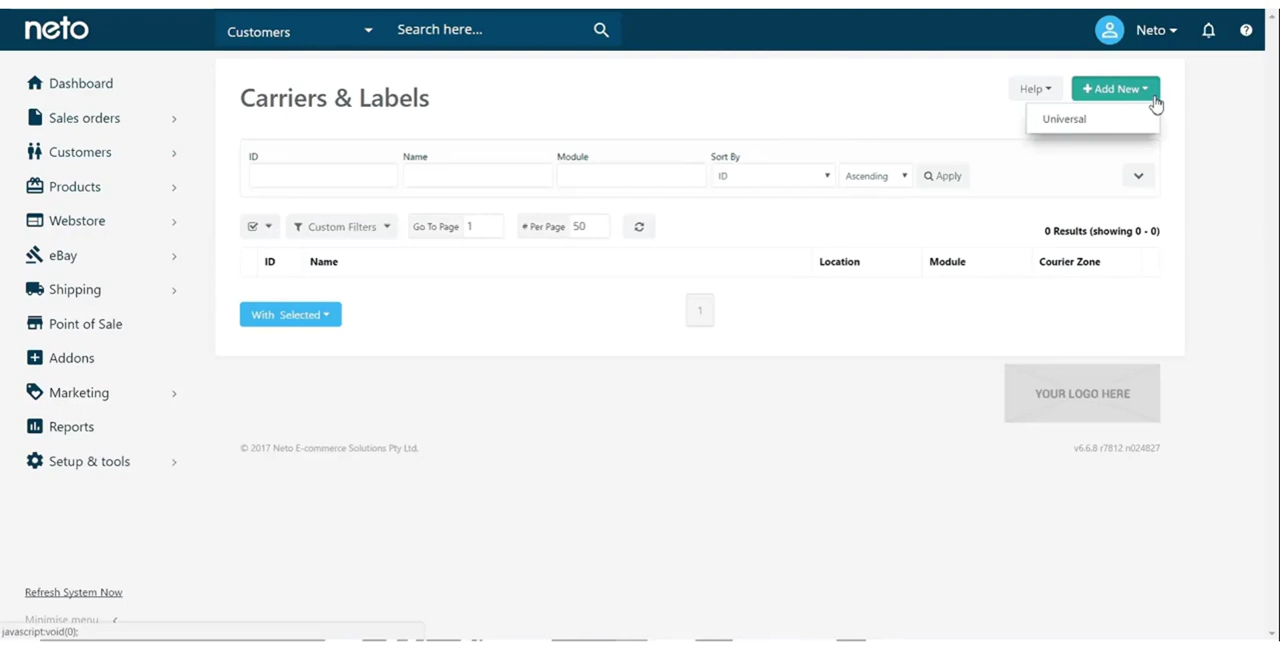 neto
Customers
Search here...
Neto
Dashboard
Sales orders
Customers
Products
Webstore
eBay
Shipping
Point of Sale
Addons
Marketing
Reports
Setup & tools
Refresh System Now
Minimise menu
javascript:void(0);
Carriers & Labels
Help
Add New
Universal
ID Name Module Sort By
ID Ascending Apply
Custom Filters Go To Page 1 # Per Page 50
0 Results (showing 0 - 0)
ID Name Location Module Courier Zone
With Selected 1
YOUR LOGO HERE
© 2017 Neto E-commerce Solutions Pty Ltd. v6.6.8 r7812 n024827